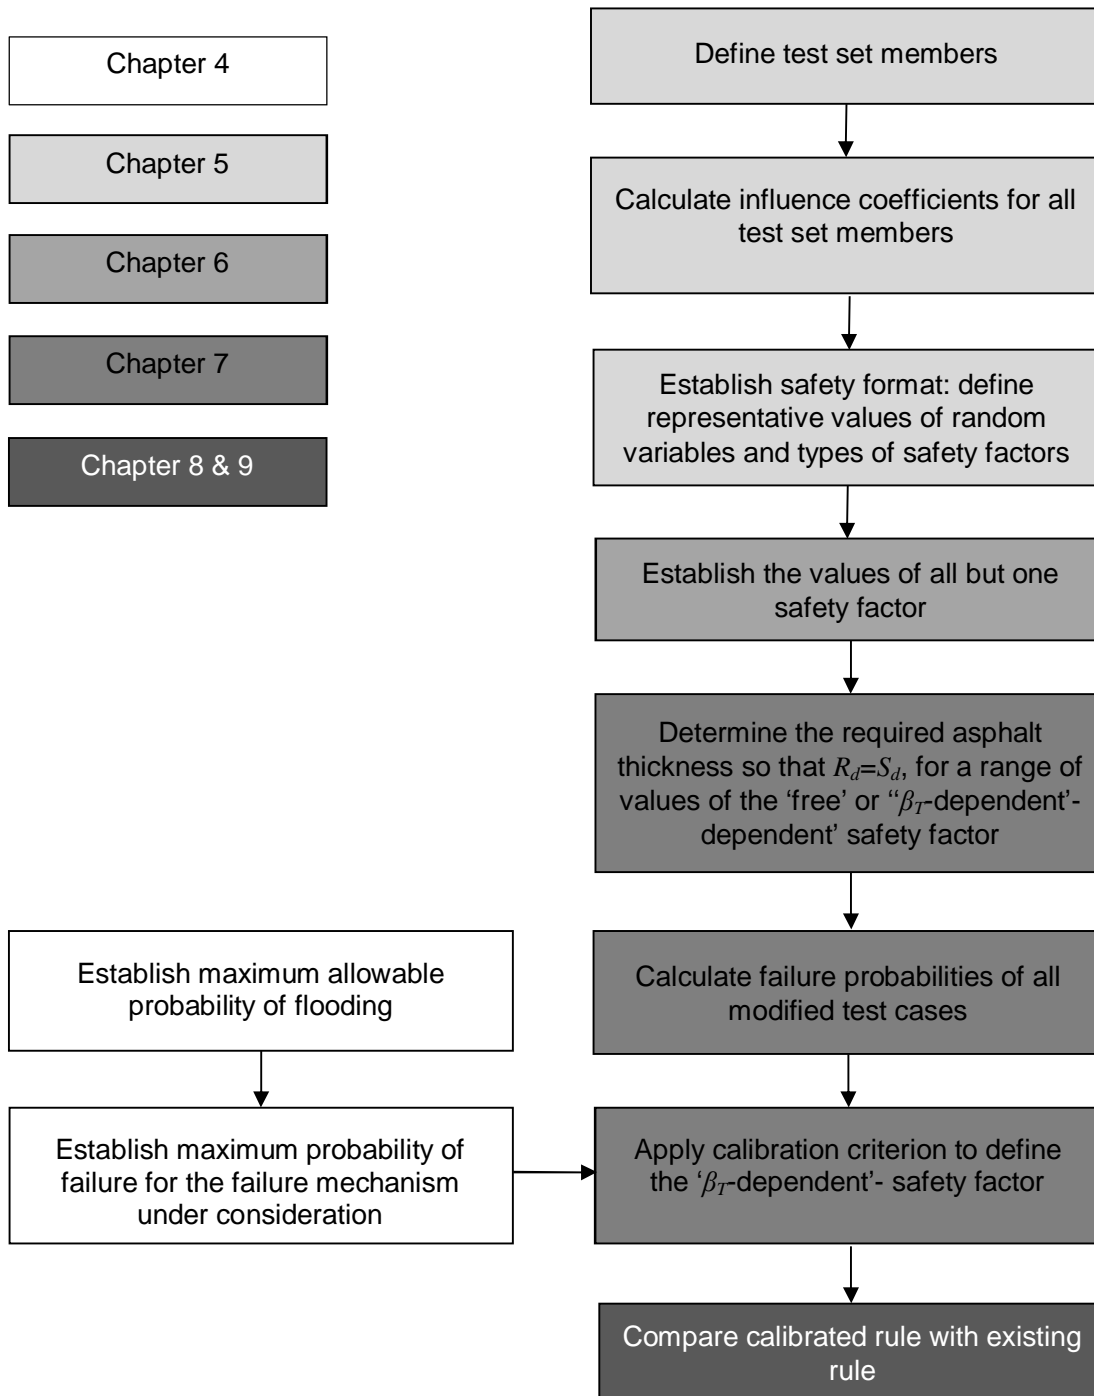 Chapter 4
Chapter 5
Chapter 6
Chapter 7
Chapter 8 & 9
Define test set members
Calculate influence coefficients for all
test set members
Establish safety format: define
representative values of random
variables and types of safety factors
Establish the values of all but one
safety factor
Determine the required asphalt
thickness so that R_d=S_d, for a range of
values of the ‘free’ or “β_T-dependent’-
dependent’ safety factor
Calculate failure probabilities of all
modified test cases
Establish maximum allowable
probability of flooding
Establish maximum probability of
failure for the failure mechanism
under consideration
Apply calibration criterion to define
the ‘β_T-dependent’- safety factor
Compare calibrated rule with existing
rule